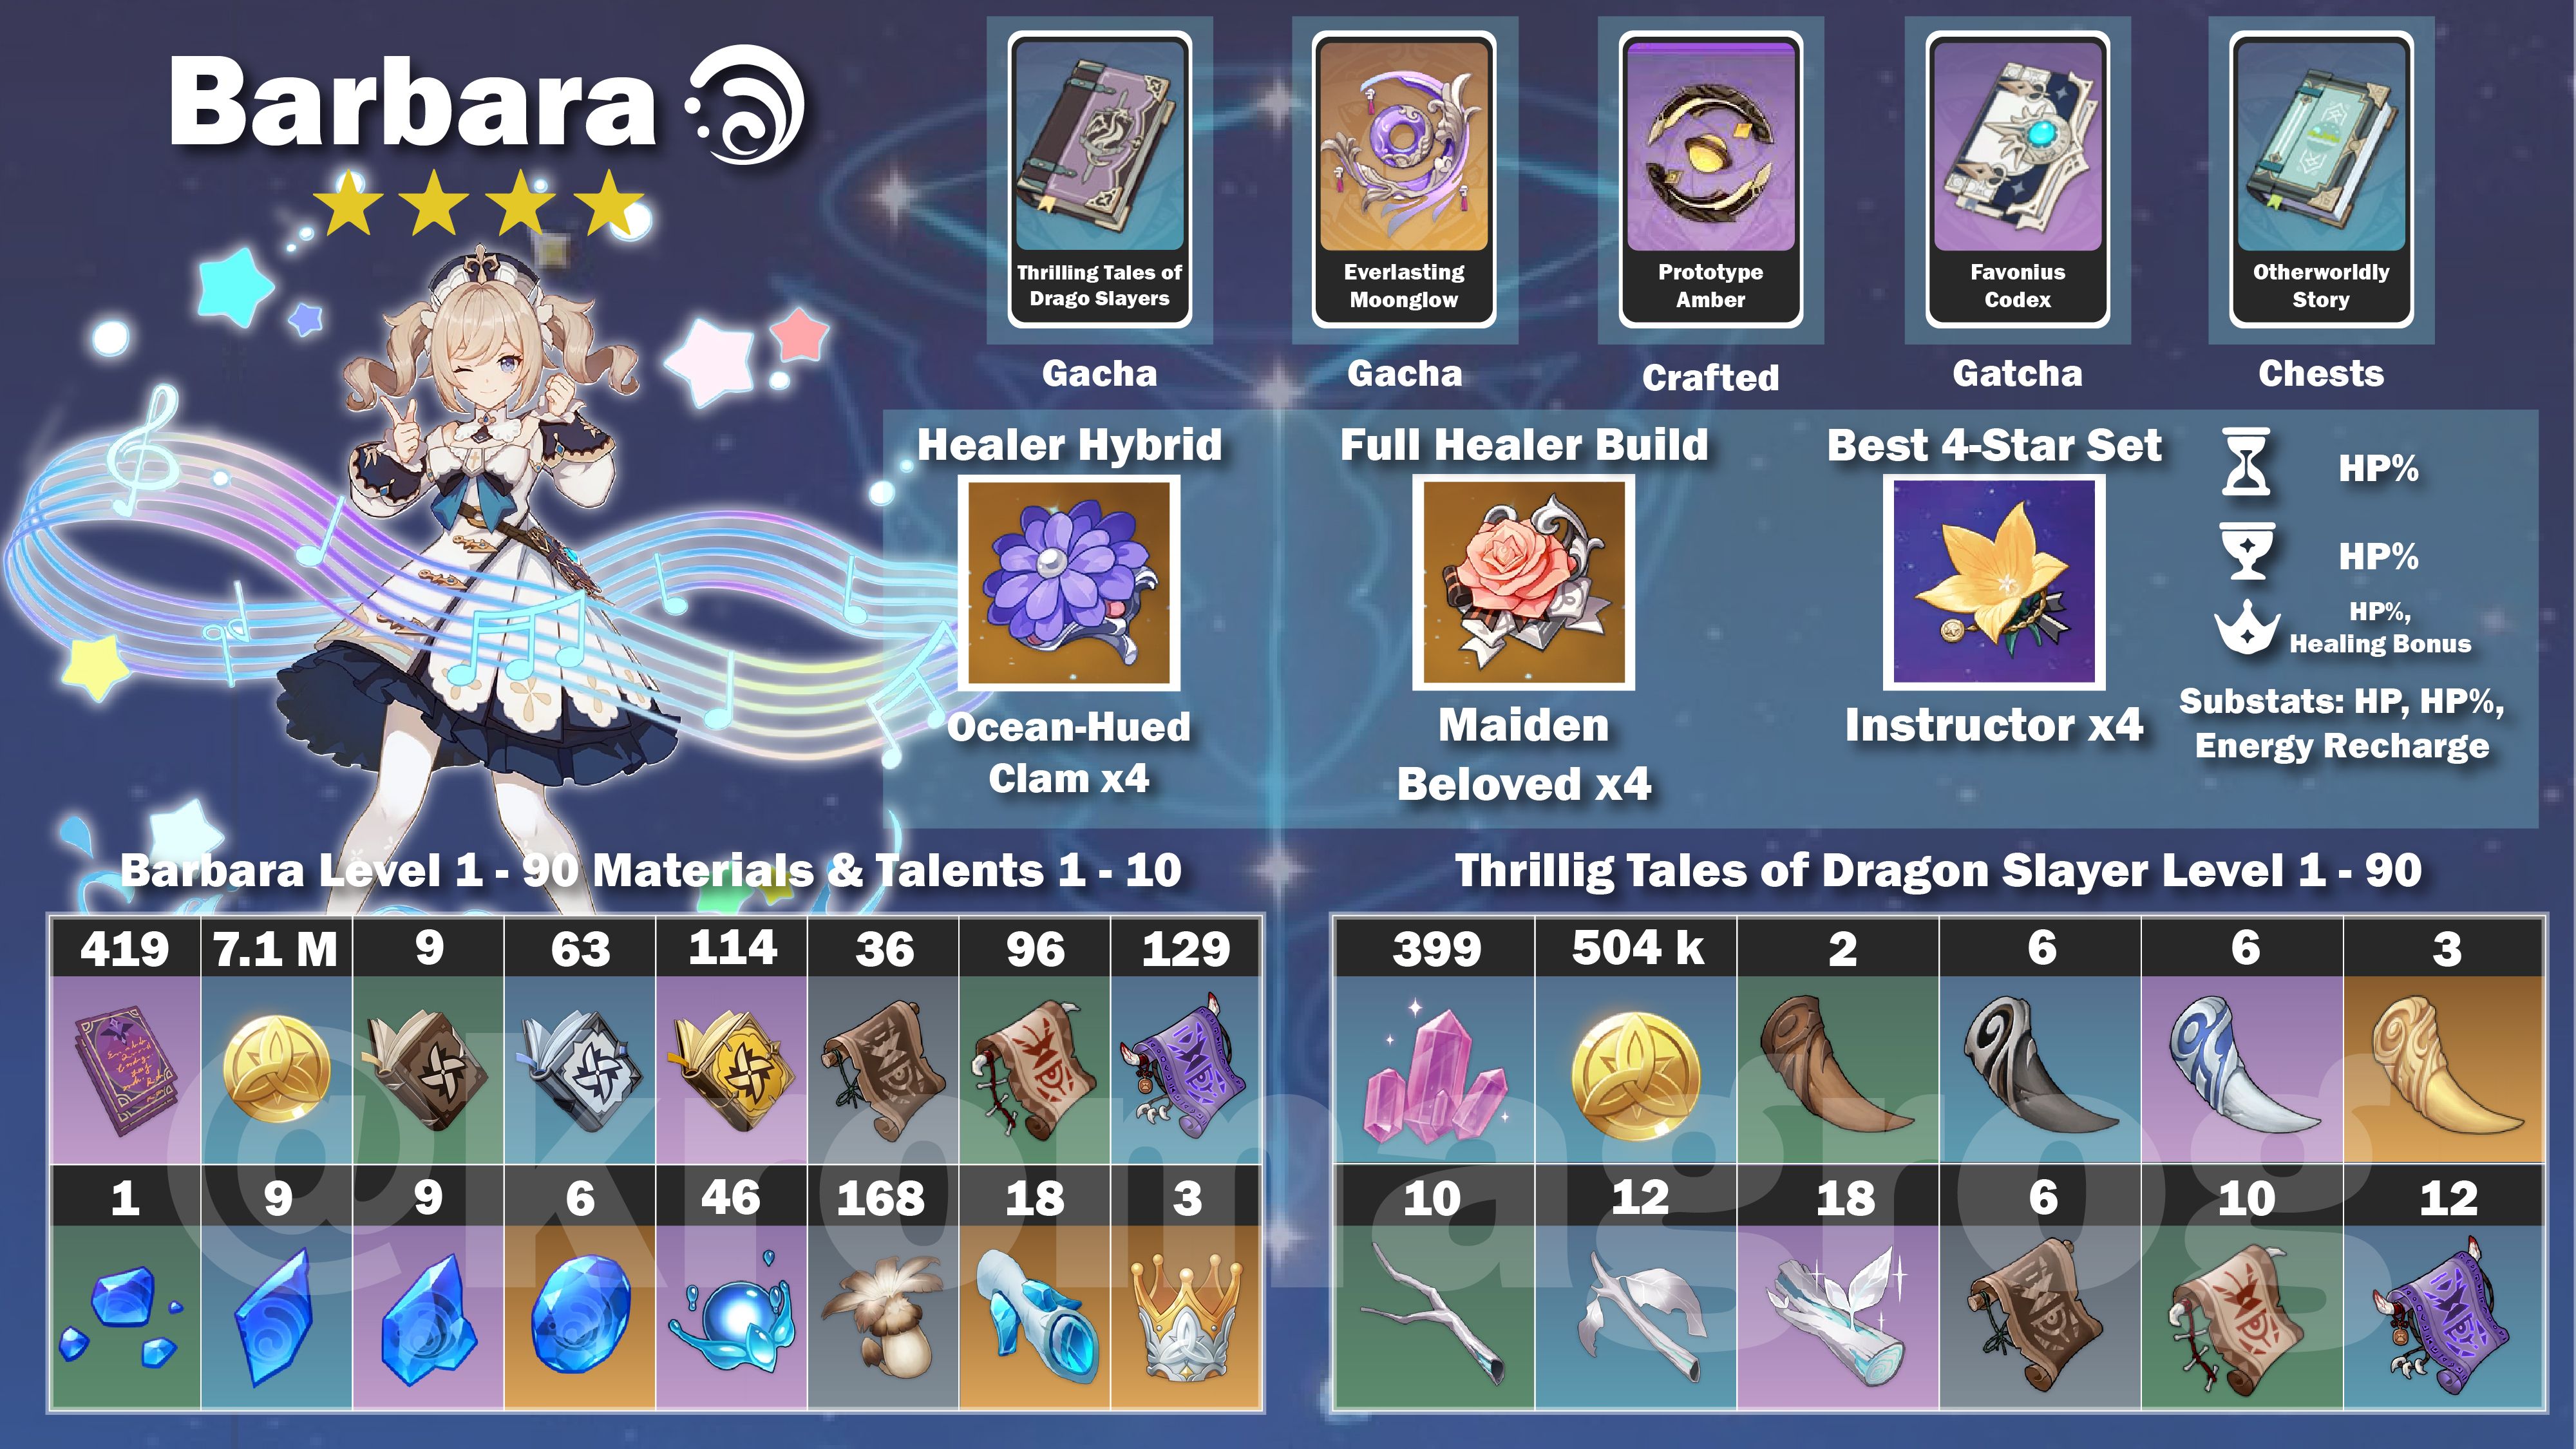 Barbara
Thrilling Tales of
Drago Slayers
Gacha
Everlasting
Moonglow
Gacha
Prototype
Amber
Crafted
Favonius
Codex
Gatcha
Otherworldly
Story
Chests
Healer Hybrid
Ocean-Hued
Clam x4
Full Healer Build
Maiden
Beloved x4
Best 4-Star Set
Instructor x4
HP%
HP%
HP%,
Healing Bonus
Substats: HP, HP%,
Energy Recharge
Barbara Level 1 - 90 Materials & Talents 1 - 10
419 7.1 M 9 63 114 36 96 129
1 9 9 6 46 168 18 3
Thrillig Tales of Dragon Slayer Level 1 - 90
399 504 k 2 6 6 3
10 12 18 6 10 12
@kromagrog